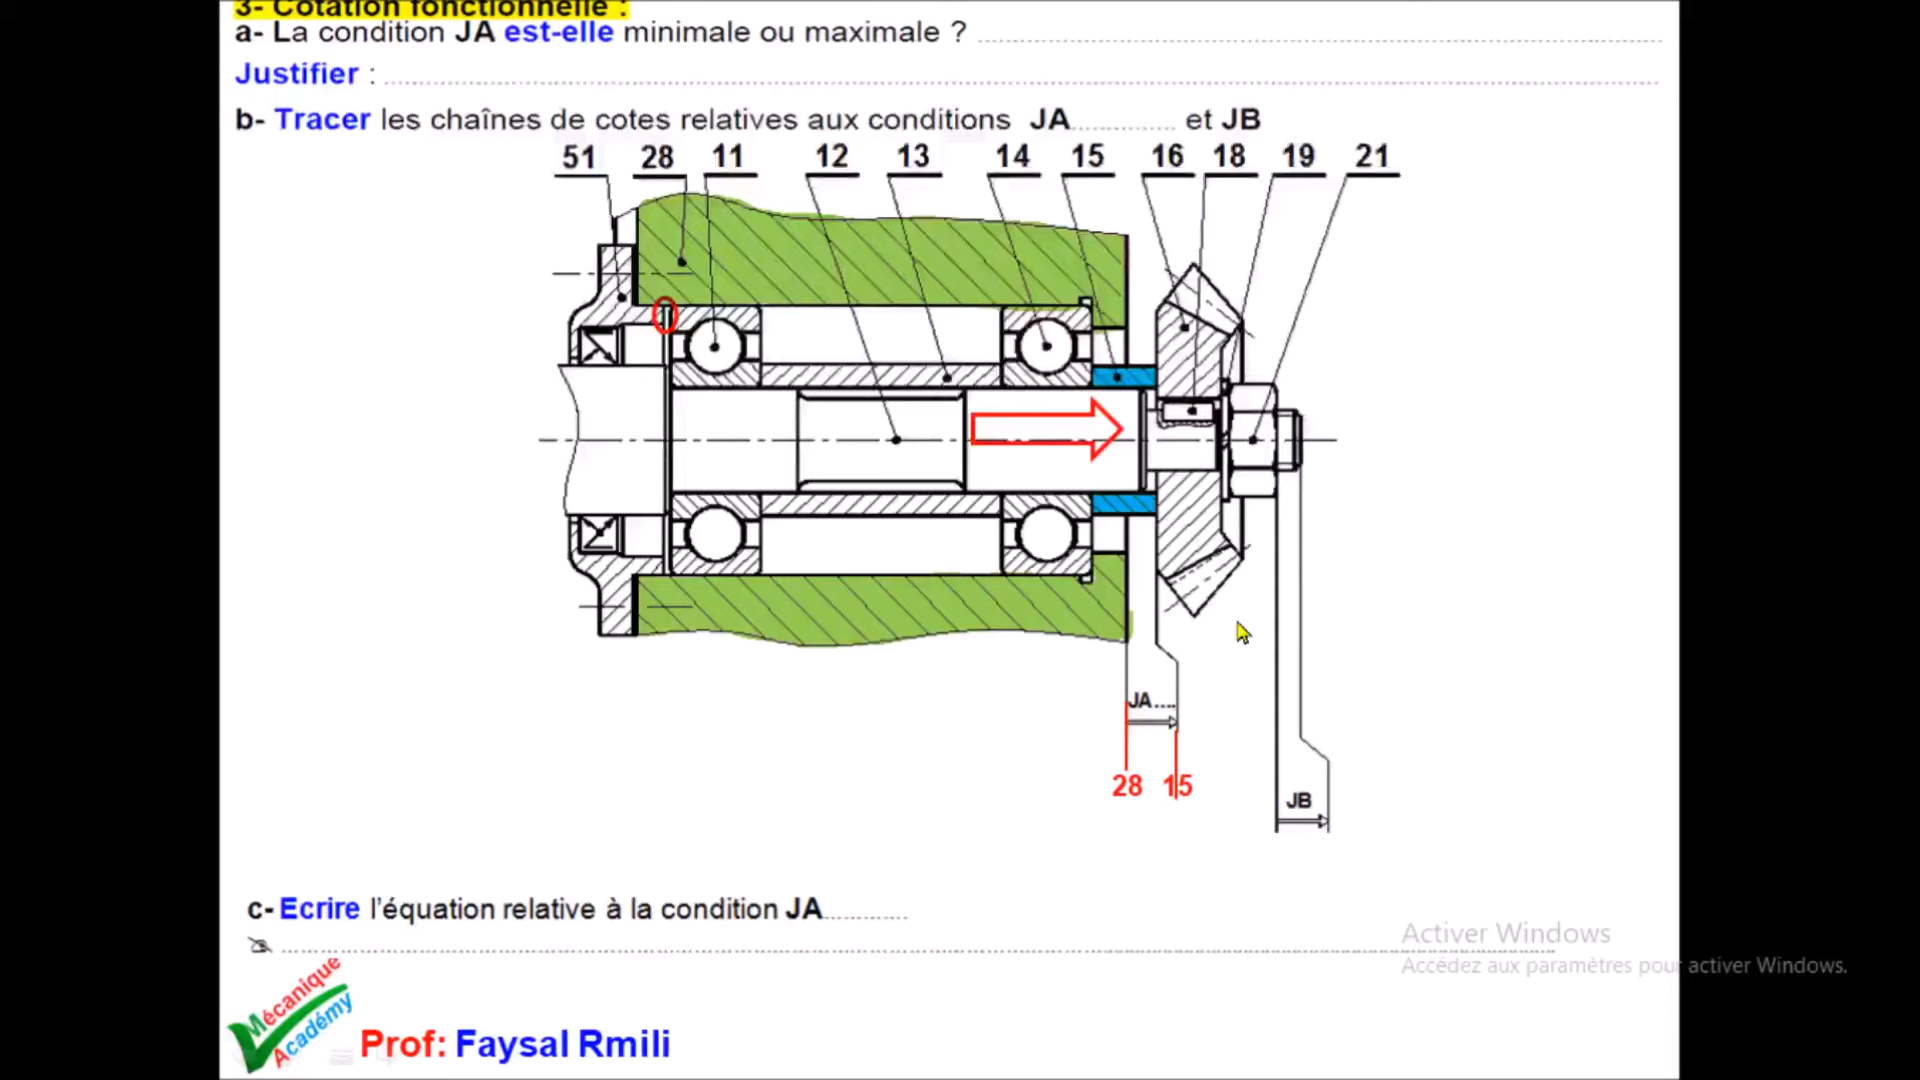 3- Cotation fonctionnelle :
a- La condition JA est-elle minimale ou maximale ? ........
Justifier : ........
b- Tracer les chaînes de cotes relatives aux conditions JA............ et JB
51 28 11 12 13 14 15 16 18 19 21
JA....
28 15
JB
c- Ecrire l'équation relative à la condition JA............
Activer Windows
Accédez aux paramètres pour activer Windows.
Mécanique
Académy
Prof: Faysal Rmili